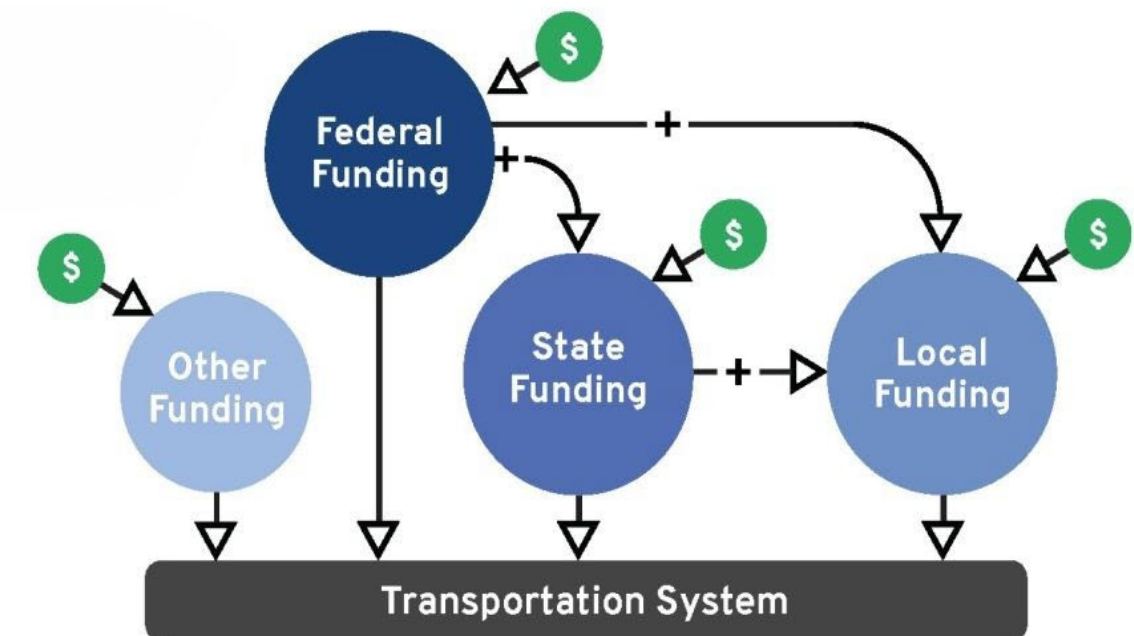 $
Federal
Funding
+
+
$
$
$
Other
Funding
State
Funding
+
Local
Funding
Transportation System